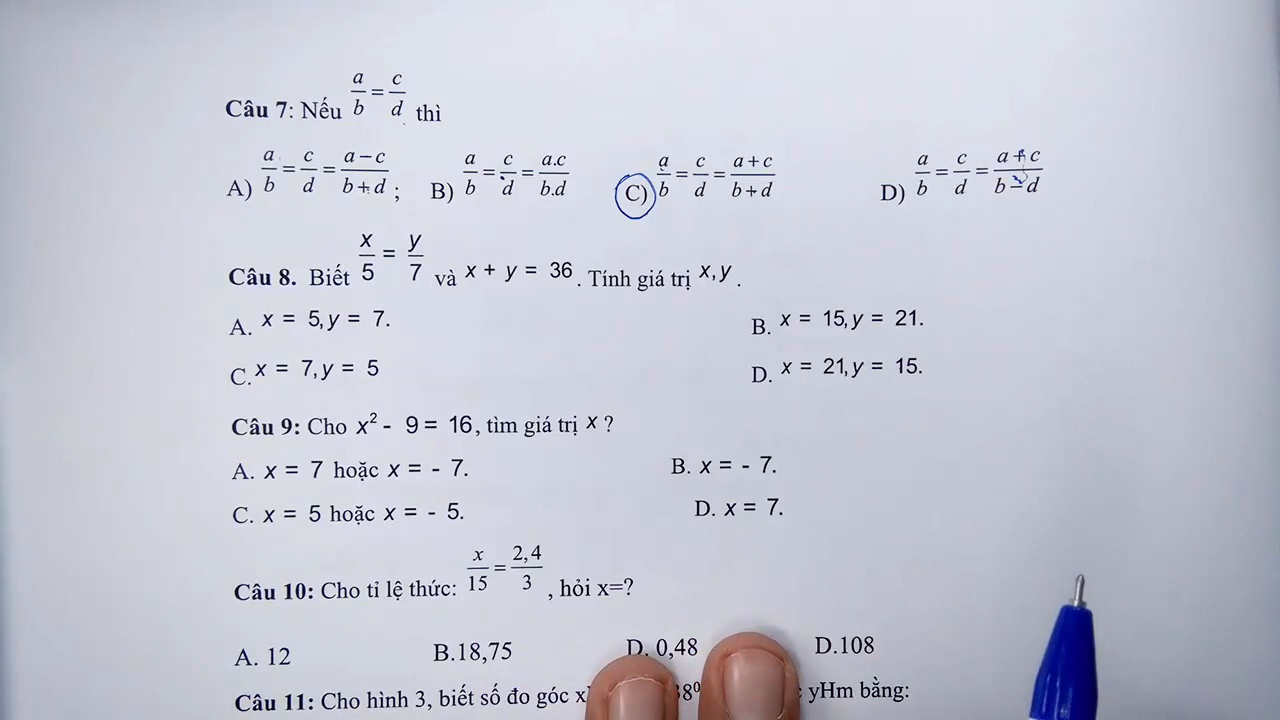 Câu 7: Nếu a/b = c/d thì
A) a/b = c/d = (a − c)/(b + d) ; B) a/b = c/d = a.c/b.d C) a/b = c/d = (a + c)/(b + d) D) a/b = c/d = (a + c)/(b − d)
Câu 8. Biết x/5 = y/7 và x + y = 36 . Tính giá trị x, y .
A. x = 5, y = 7. B. x = 15, y = 21.
C. x = 7, y = 5 D. x = 21, y = 15.
Câu 9: Cho x² - 9 = 16, tìm giá trị x ?
A. x = 7 hoặc x = - 7. B. x = - 7.
C. x = 5 hoặc x = - 5. D. x = 7.
Câu 10: Cho tỉ lệ thức: x/15 = 2,4/3 , hỏi x=?
A. 12 B.18,75 D. 0,48 D.108
Câu 11: Cho hình 3, biết số đo góc yHm bằng: